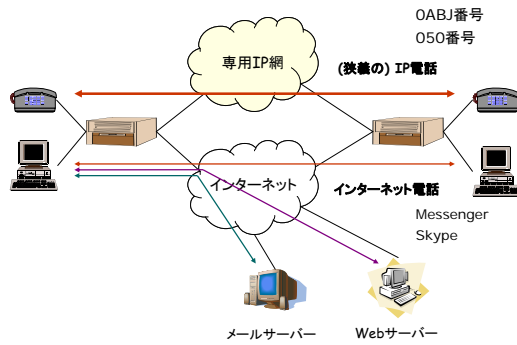 0ABJ番号
050番号
専用IP網
(狭義の) IP電話
インターネット
インターネット電話
Messenger
Skype
メールサーバー
Webサーバー